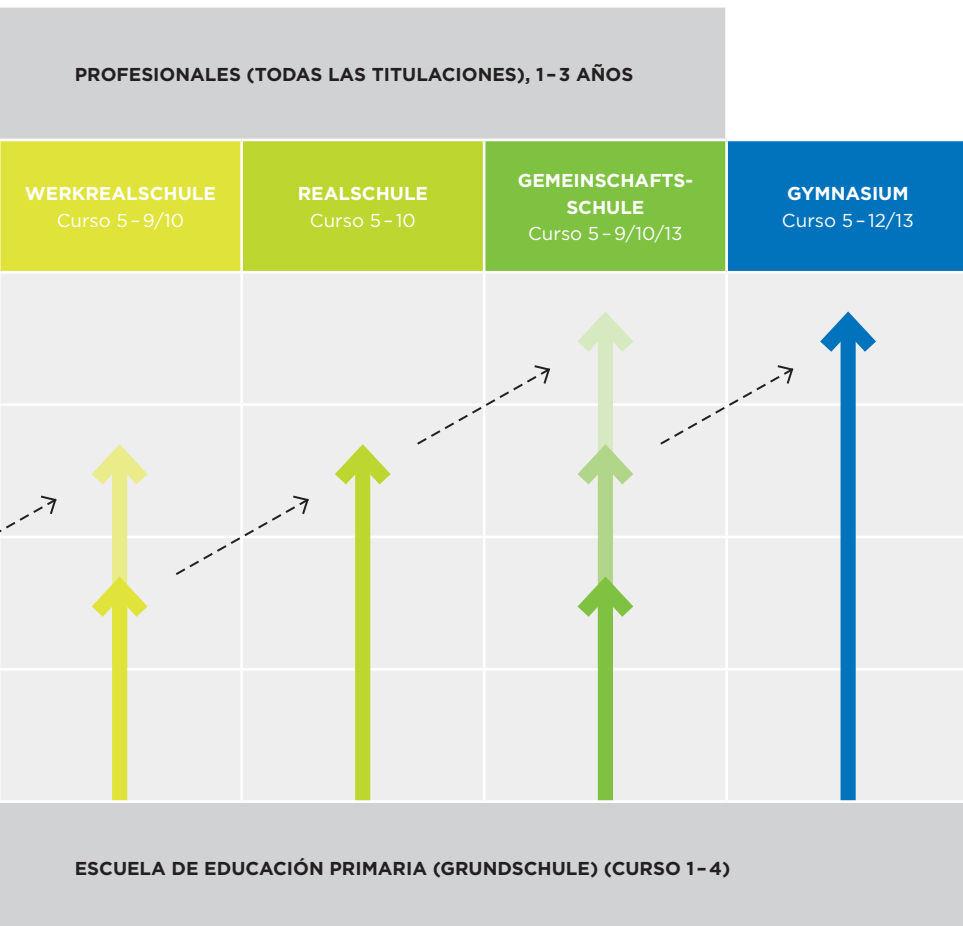 PROFESIONALES (TODAS LAS TITULACIONES), 1–3 AÑOS
WERKREALSCHULE
Curso 5–9/10
REALSCHULE
Curso 5–10
GEMEINSCHAFTS-
SCHULE
Curso 5–9/10/13
GYMNASIUM
Curso 5–12/13
ESCUELA DE EDUCACIÓN PRIMARIA (GRUNDSCHULE) (CURSO 1–4)